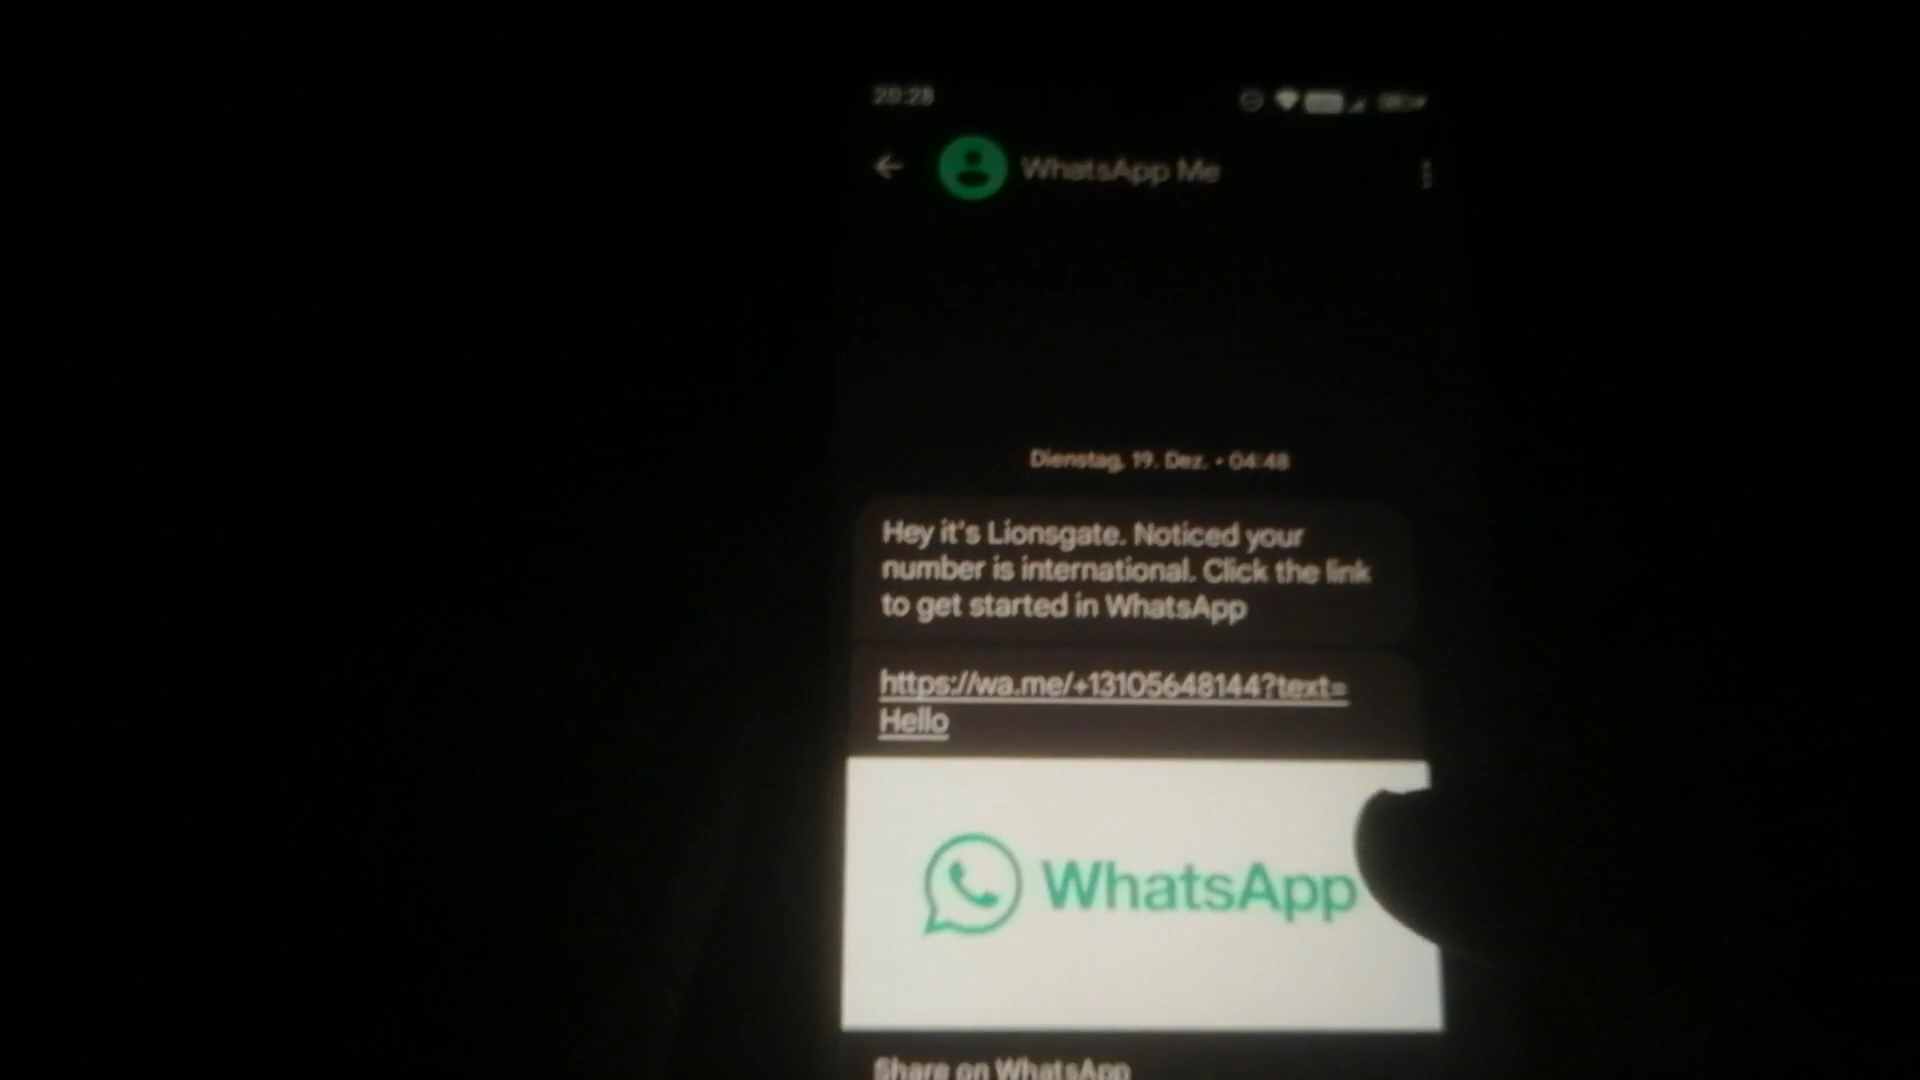 20:28
WhatsApp Me
Dienstag, 19. Dez. • 04:48
Hey it's Lionsgate. Noticed your
number is international. Click the link
to get started in WhatsApp
https://wa.me/+13105648144?text=
Hello
WhatsApp
Share on WhatsApp